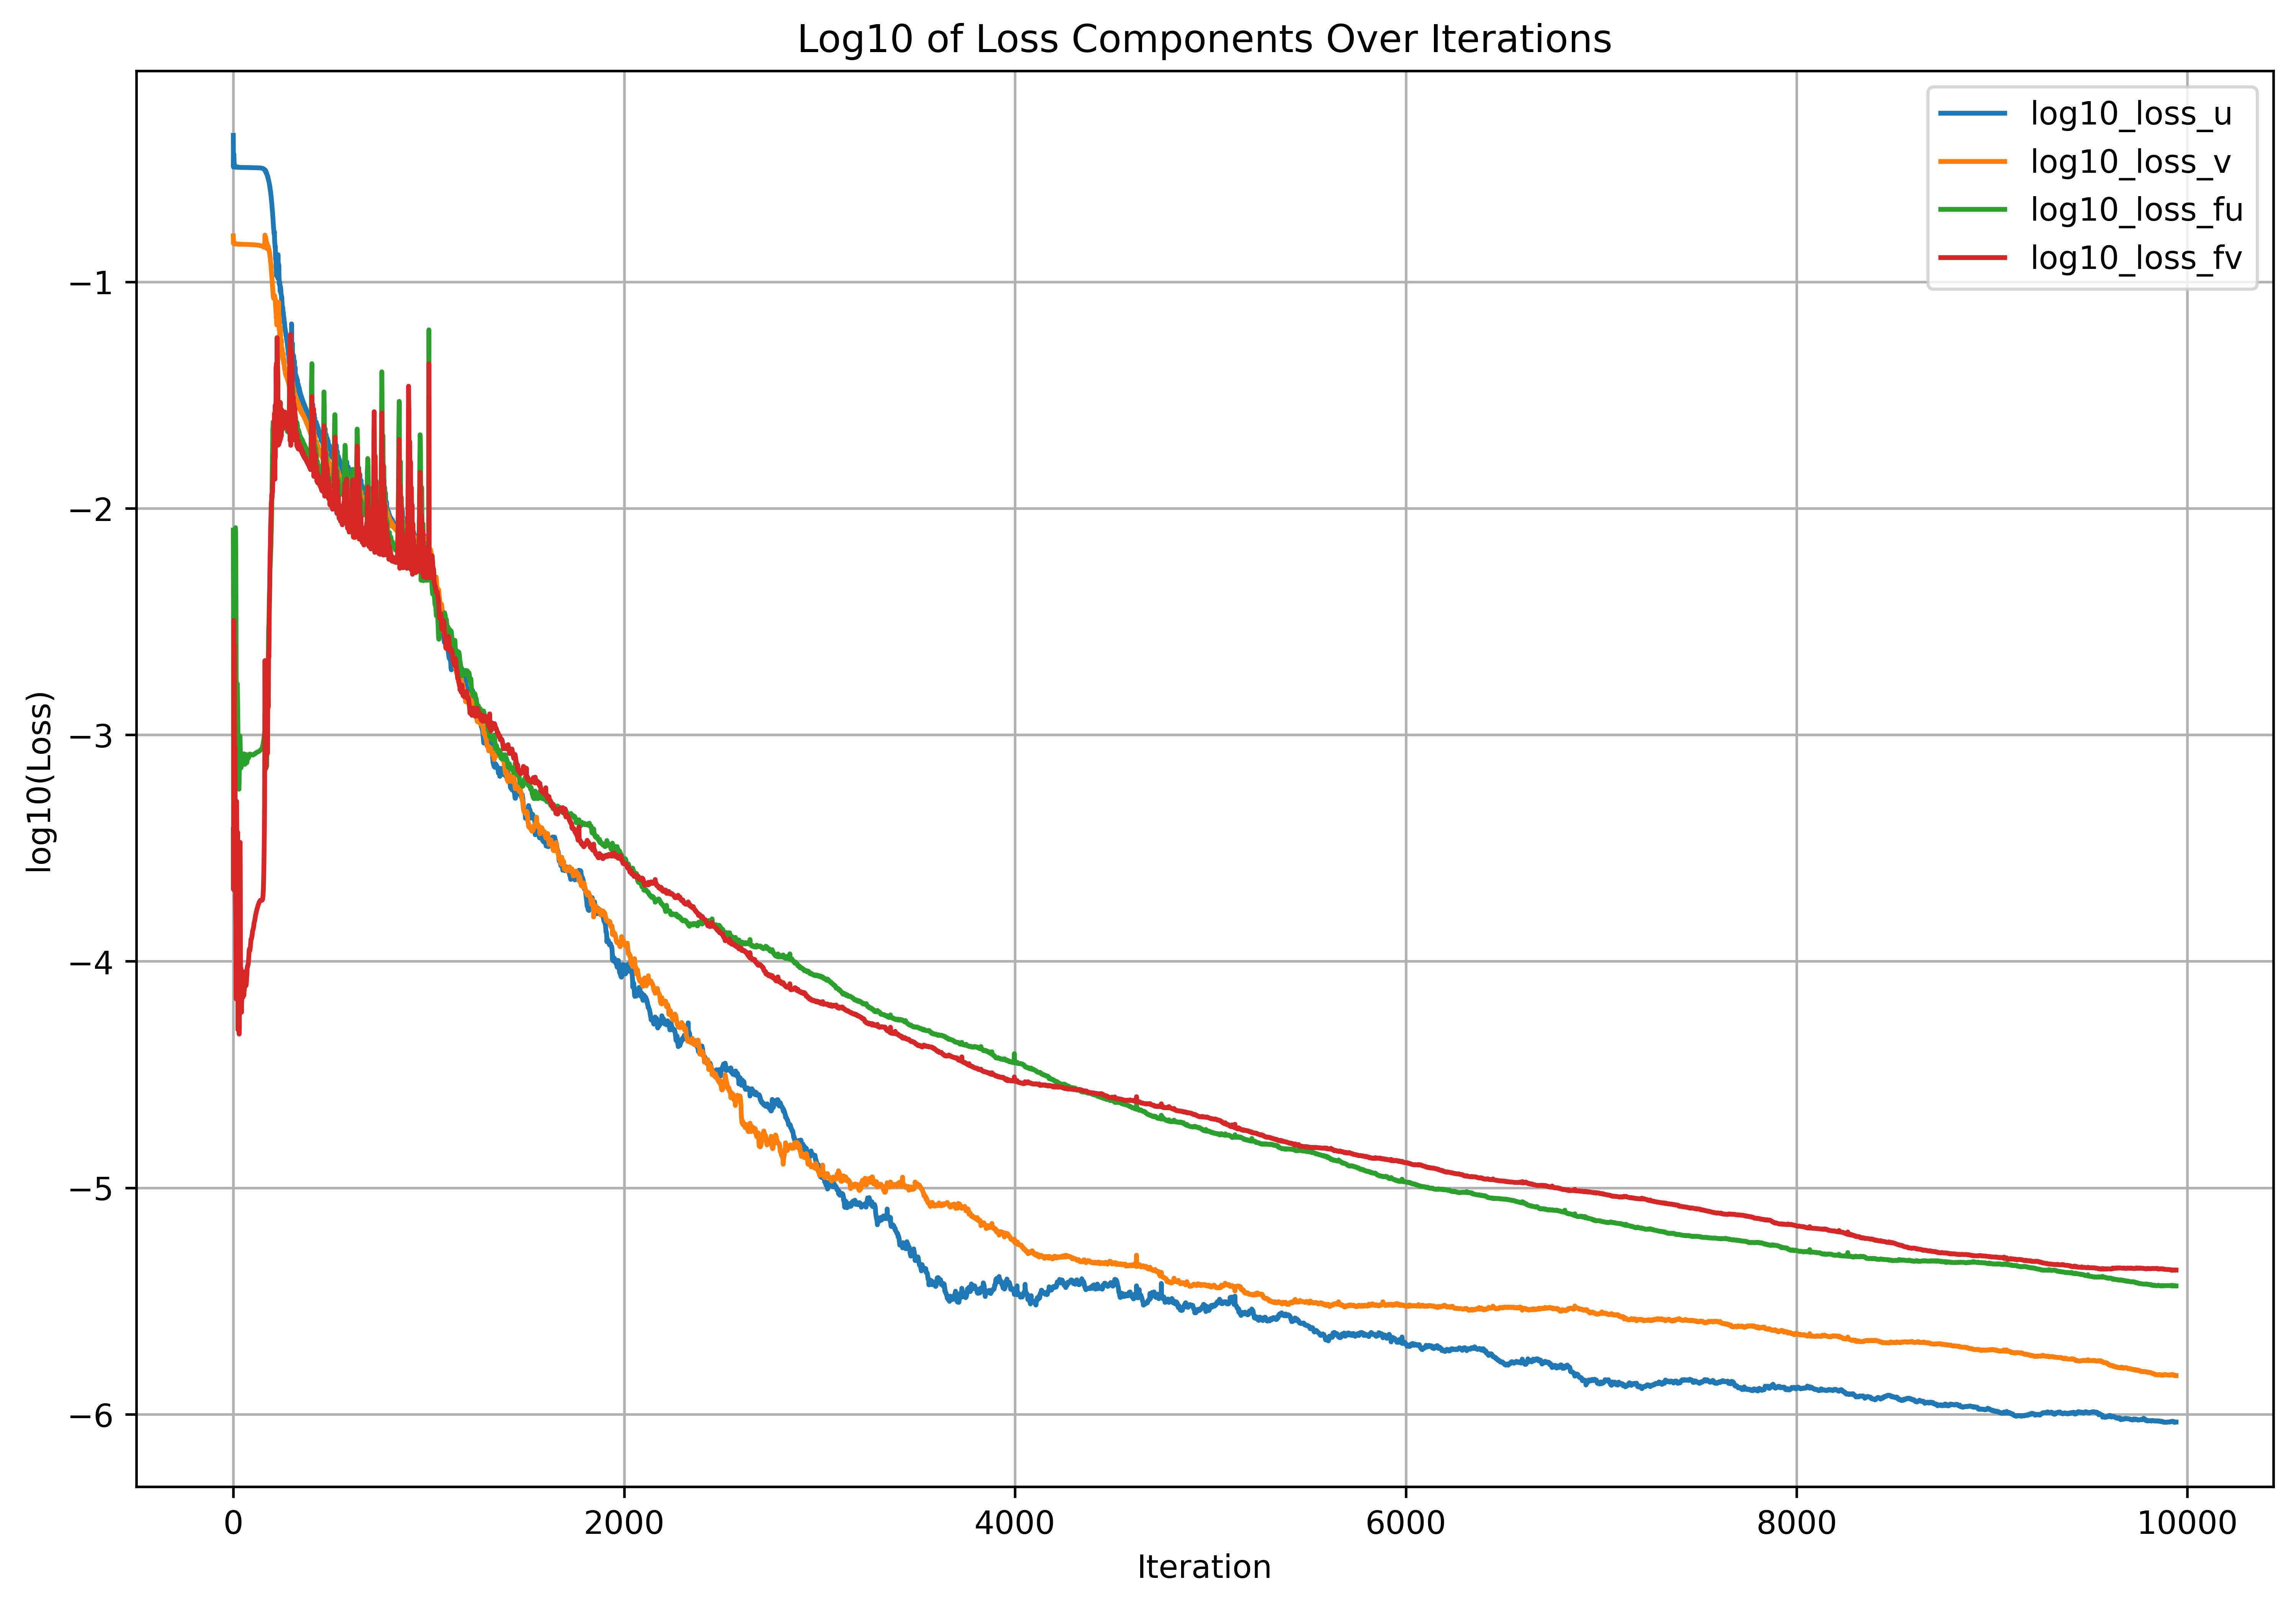 Log10 of Loss Components Over Iterations
log10_loss_u
log10_loss_v
log10_loss_fu
log10_loss_fv
log10(Loss)
−1
−2
−3
−4
−5
−6
0 2000 4000 6000 8000 10000
Iteration